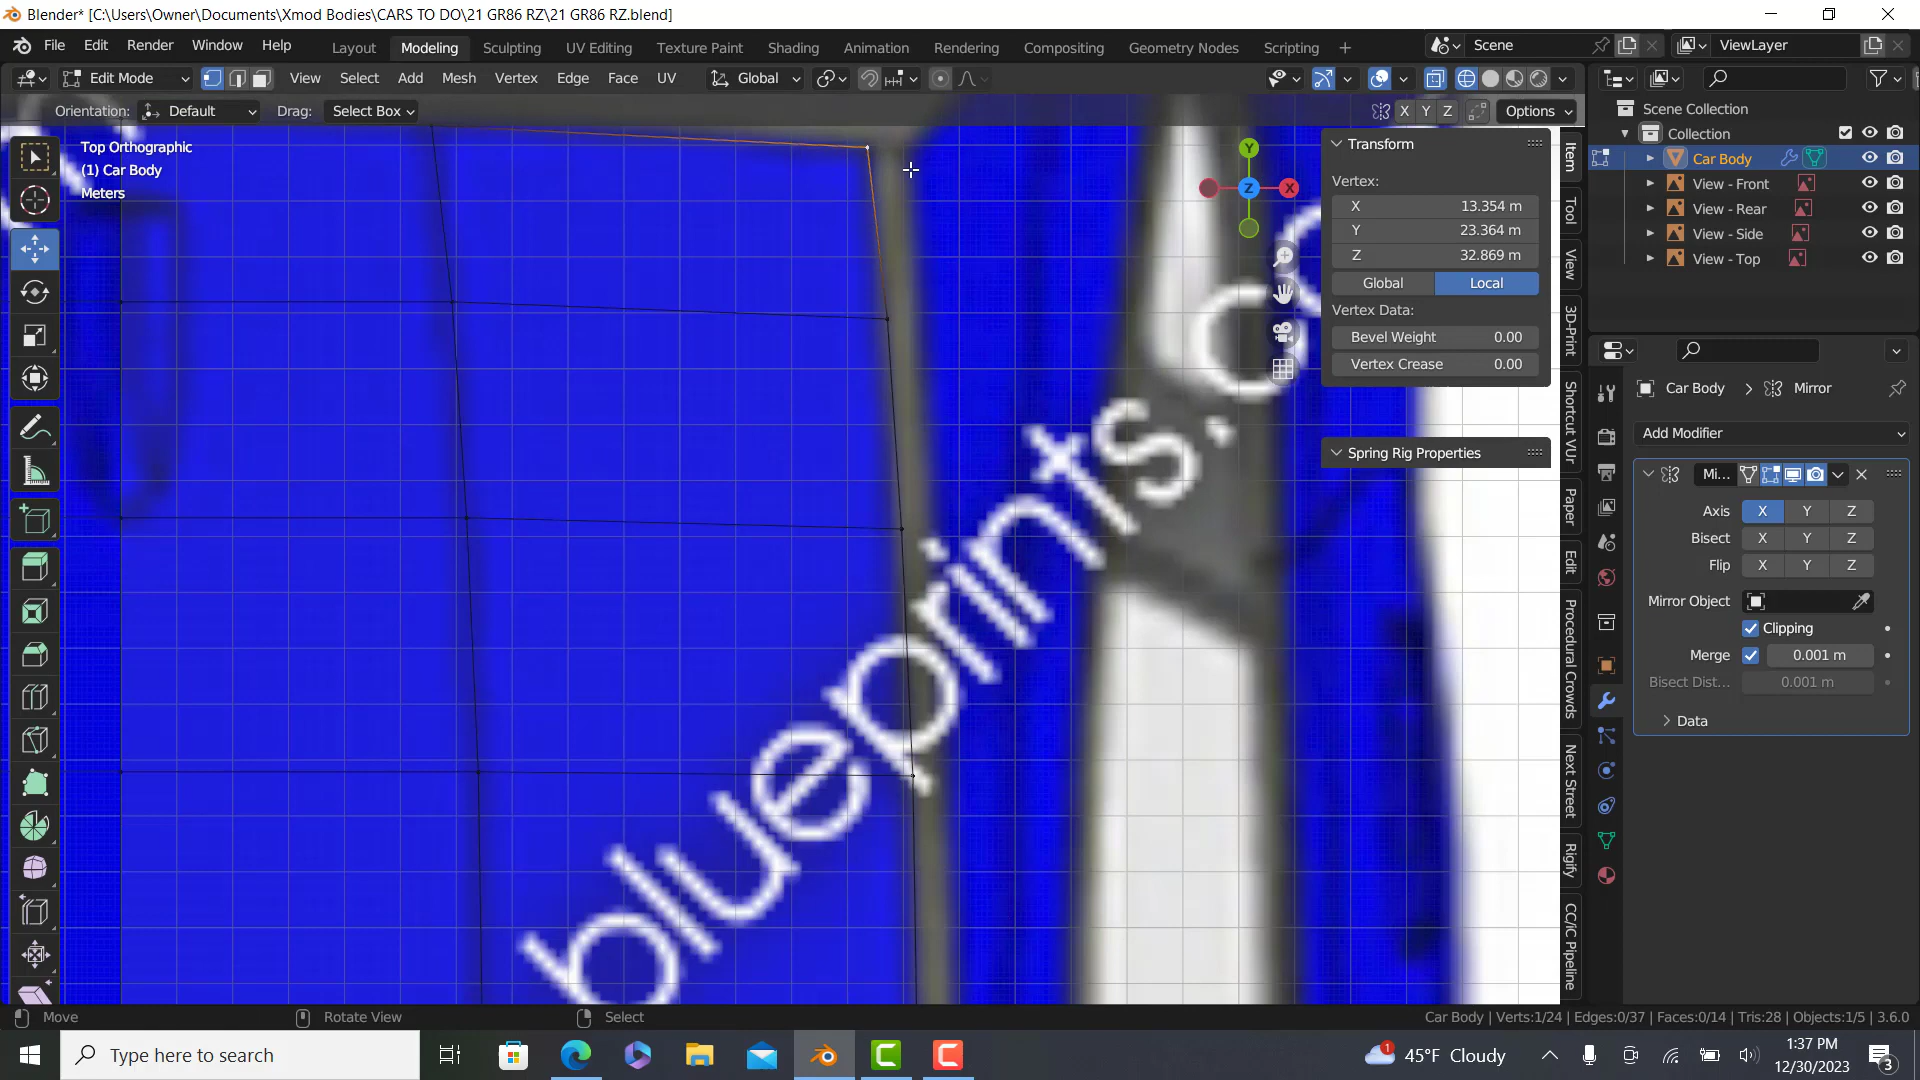 Blender* [C:\Users\Owner\Documents\Xmod Bodies\CARS TO DO\21 GR86 RZ\21 GR86 RZ.blend]
File Edit Render Window Help Layout Modeling Sculpting UV Editing Texture Paint Shading Animation Rendering Compositing Geometry Nodes Scripting + Scene ViewLayer
Edit Mode View Select Add Mesh Vertex Edge Face UV Global
Orientation: Default Drag: Select Box X Y Z Options
Top Orthographic
(1) Car Body
Meters
Y
Z X
Transform
Vertex:
X 13.354 m
Y 23.364 m
Z 32.869 m
Global Local
Vertex Data:
Bevel Weight 0.00
Vertex Crease 0.00
Spring Rig Properties
Item
Tool
View
3D-Print
Shortcut VUr
Paper
Edit
Procedural Crowds
Next Street
Rigify
CC/iC Pipeline
blueprints.c
Scene Collection
Collection
Car Body
View - Front
View - Rear
View - Side
View - Top
Car Body > Mirror
Add Modifier
Mi...
Axis X Y Z
Bisect X Y Z
Flip X Y Z
Mirror Object
Clipping
Merge 0.001 m
Bisect Dist... 0.001 m
Data
Move Rotate View Select Car Body | Verts:1/24 | Edges:0/37 | Faces:0/14 | Tris:28 | Objects:1/5 | 3.6.0
Type here to search 1 45°F Cloudy 1:37 PM
12/30/2023 3